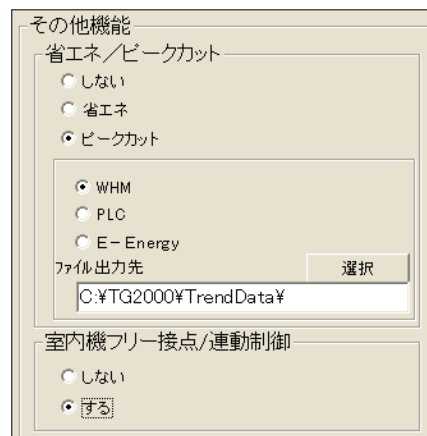 その他機能
省エネ／ピークカット
しない
省エネ
ピークカット
WHM
PLC
E－Energy
ファイル出力先
選択
C:¥TG2000¥TrendData¥
室内機フリー接点/連動制御
しない
する